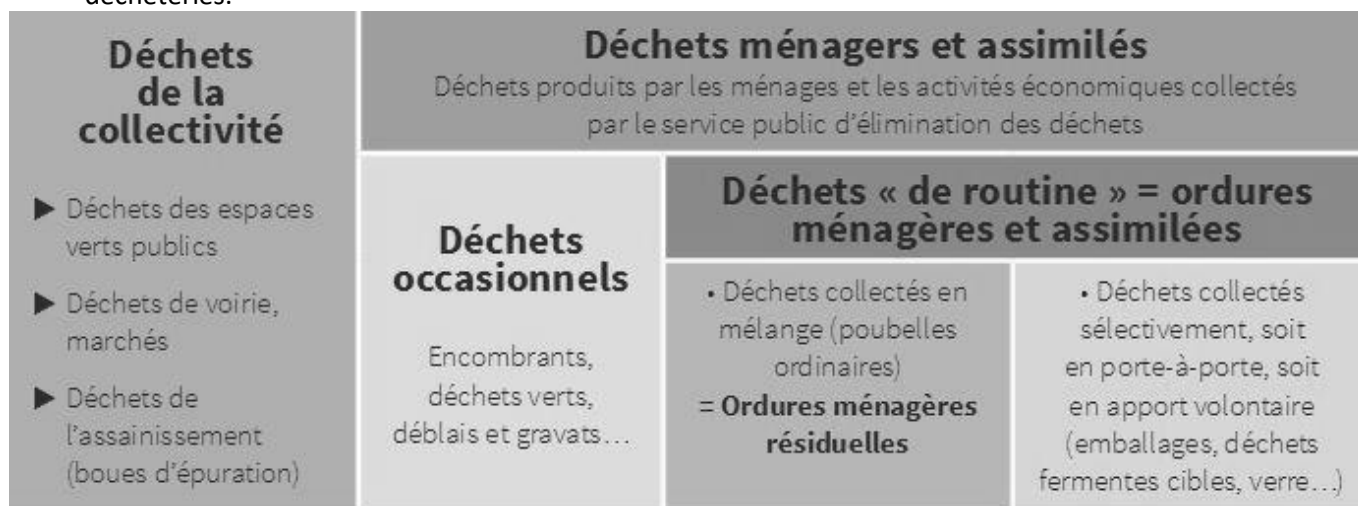 déchèteries.
Déchets
de la
collectivité
▶ Déchets des espaces
verts publics
▶ Déchets de voirie,
marchés
▶ Déchets de
l'assainissement
(boues d'épuration)
Déchets ménagers et assimilés
Déchets produits par les ménages et les activités économiques collectés
par le service public d'élimination des déchets
Déchets
occasionnels
Encombrants,
déchets verts,
déblais et gravats...
Déchets « de routine » = ordures
ménagères et assimilées
• Déchets collectés en
mélange (poubelles
ordinaires)
= Ordures ménagères
résiduelles
• Déchets collectés
sélectivement, soit
en porte-à-porte, soit
en apport volontaire
(emballages, déchets
fermentes cibles, verre...)